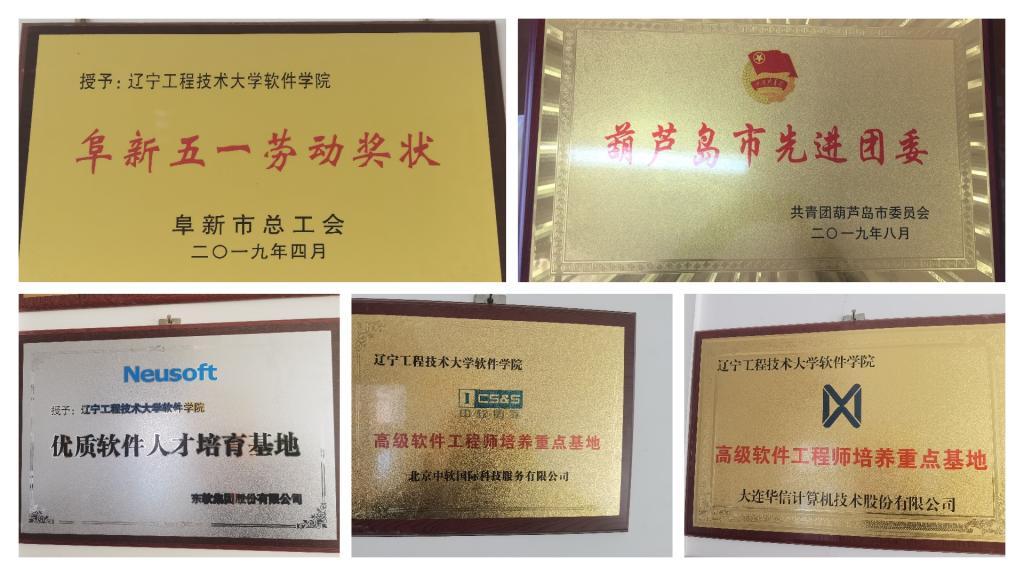 授予：辽宁工程技术大学软件学院
阜新五一劳动奖状
阜新市总工会
二〇一九年四月
葫芦岛市先进团委
共青团葫芦岛市委员会
二〇一九年八月
Neusoft
授予：辽宁工程技术大学软件学院
优质软件人才培育基地
东软集团股份有限公司
辽宁工程技术大学软件学院
CS&S
高级软件工程师培养重点基地
北京中软国际科技服务有限公司
辽宁工程技术大学软件学院
高级软件工程师培养重点基地
大连华信计算机技术股份有限公司